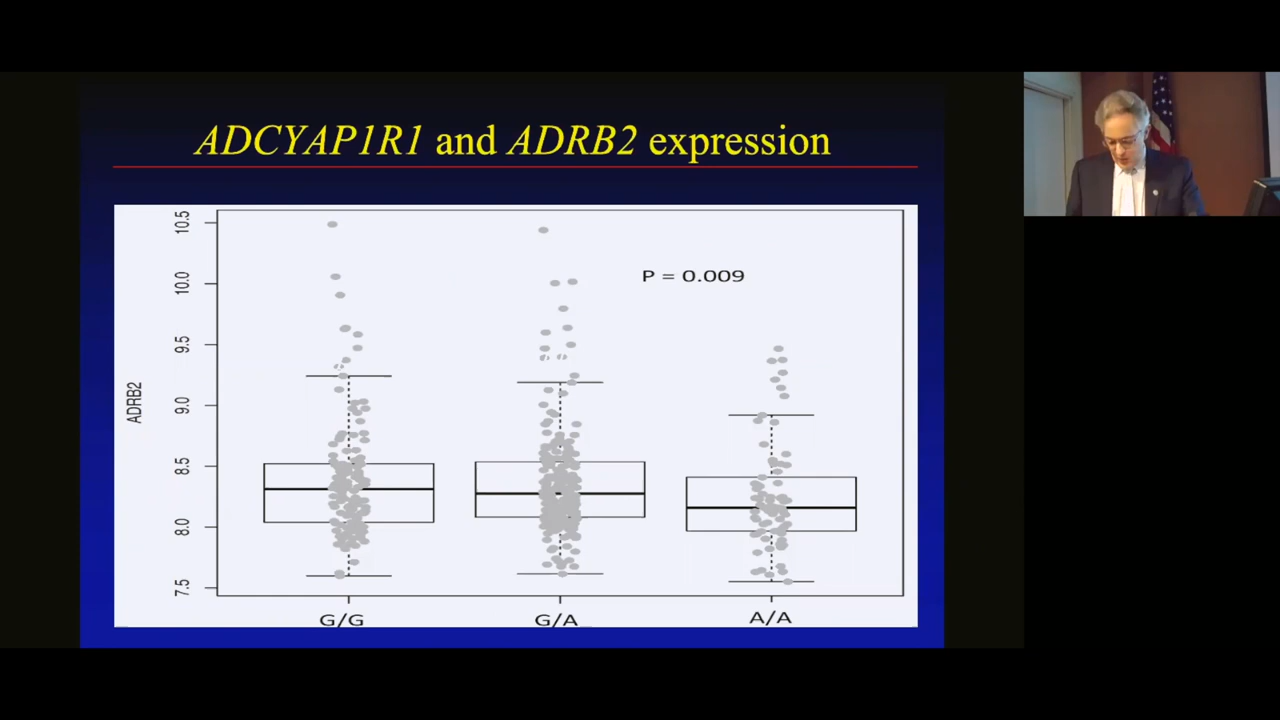 ADCYAP1R1 and ADRB2 expression
10.5
10.0
9.5
9.0
8.5
8.0
7.5
ADRB2
P = 0.009
G/G
G/A
A/A